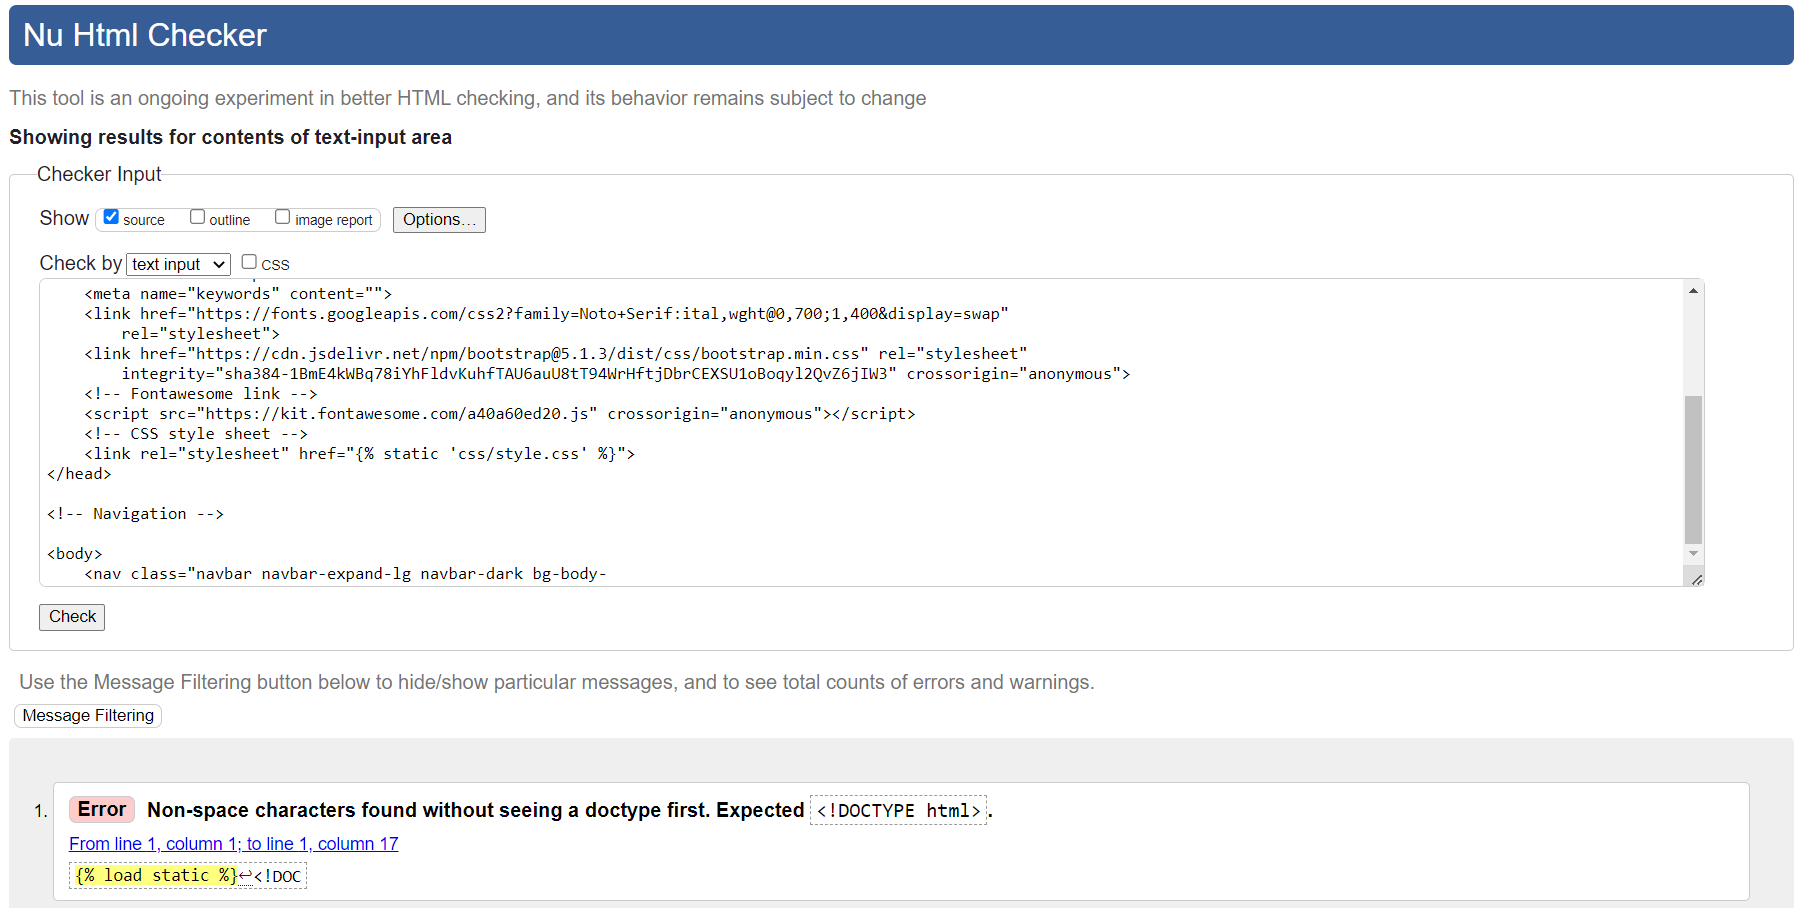 Nu Html Checker
This tool is an ongoing experiment in better HTML checking, and its behavior remains subject to change
Showing results for contents of text-input area
Checker Input
Show source outline image report Options...
Check by text input CSS
<meta name="keywords" content="">
<link href="https://fonts.googleapis.com/css2?family=Noto+Serif:ital,wght@0,700;1,400&display=swap"
rel="stylesheet">
<link href="https://cdn.jsdelivr.net/npm/bootstrap@5.1.3/dist/css/bootstrap.min.css" rel="stylesheet"
integrity="sha384-1BmE4kWBq78iYhFldvKuhfTAU6auU8tT94WrHftjDbrCEXSU1oBoqyl2QvZ6jIW3" crossorigin="anonymous">
<!-- Fontawesome link -->
<script src="https://kit.fontawesome.com/a40a60ed20.js" crossorigin="anonymous"></script>
<!-- CSS style sheet -->
<link rel="stylesheet" href="{% static 'css/style.css' %}">
</head>
<!-- Navigation -->
<body>
<nav class="navbar navbar-expand-lg navbar-dark bg-body-
Check
Use the Message Filtering button below to hide/show particular messages, and to see total counts of errors and warnings.
Message Filtering
1. Error Non-space characters found without seeing a doctype first. Expected <!DOCTYPE html>.
From line 1, column 1; to line 1, column 17
{% load static %}↩<!DOC